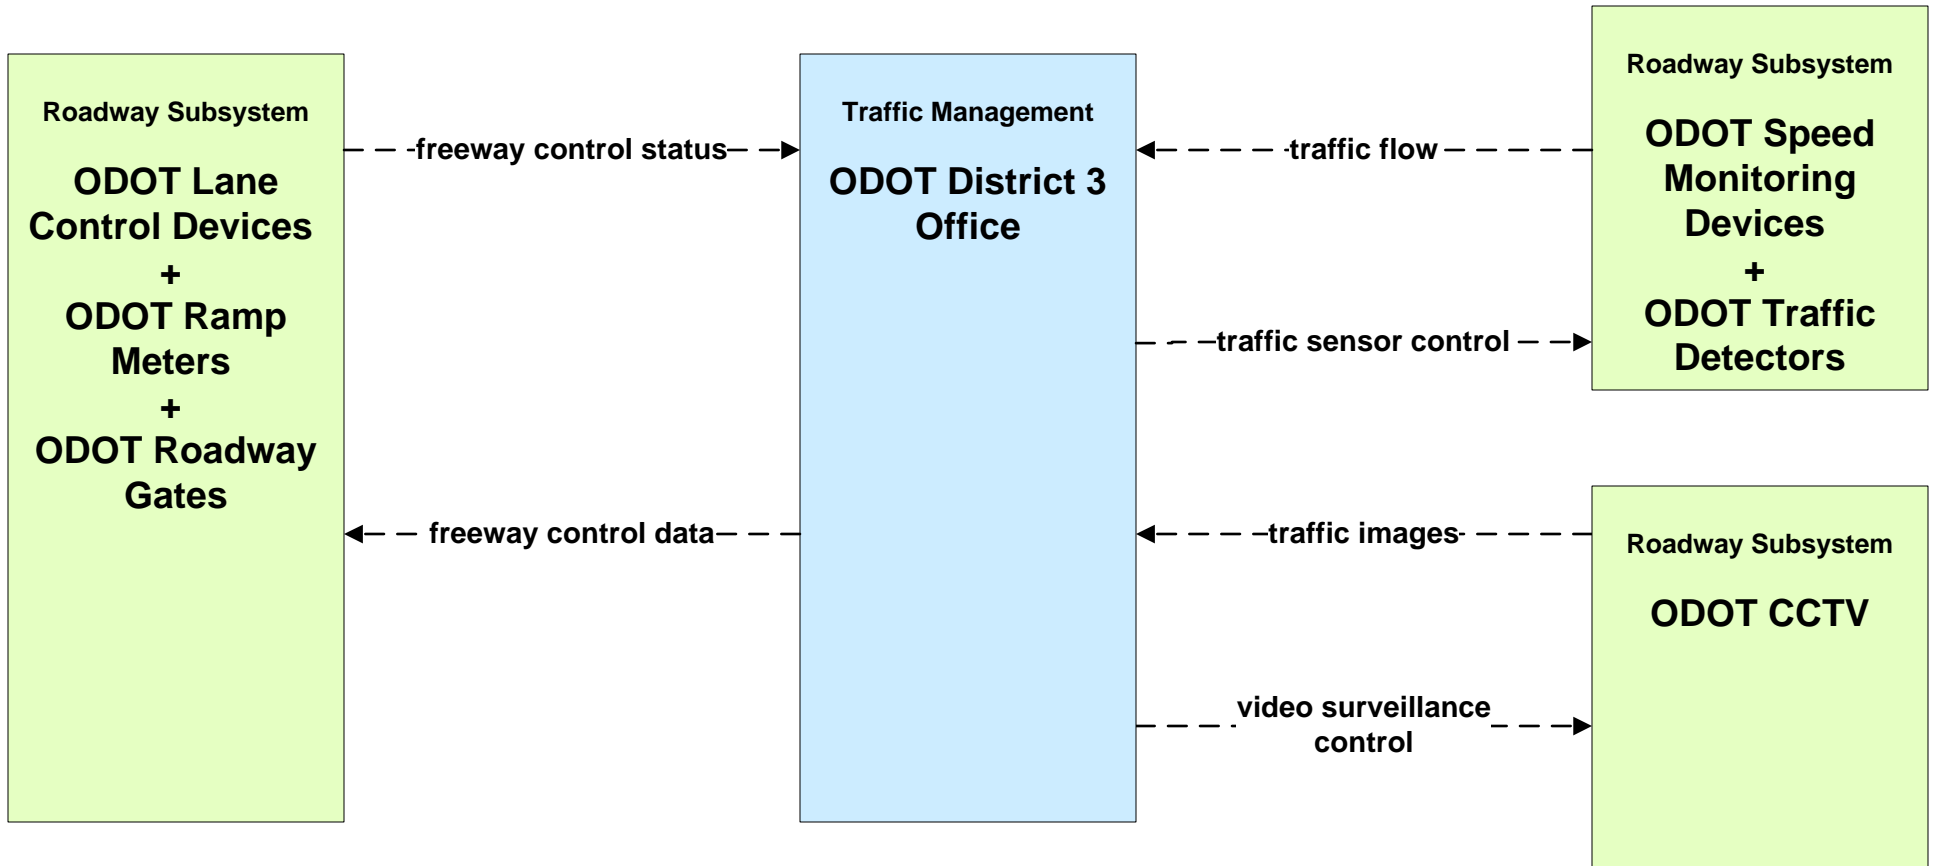 Roadway Subsystem
ODOT Lane
Control Devices
+
ODOT Ramp
Meters
+
ODOT Roadway
Gates
freeway control status
freeway control data
Traffic Management
ODOT District 3
Office
traffic flow
traffic sensor control
traffic images
video surveillance
control
Roadway Subsystem
ODOT Speed
Monitoring
Devices
+
ODOT Traffic
Detectors
Roadway Subsystem
ODOT CCTV